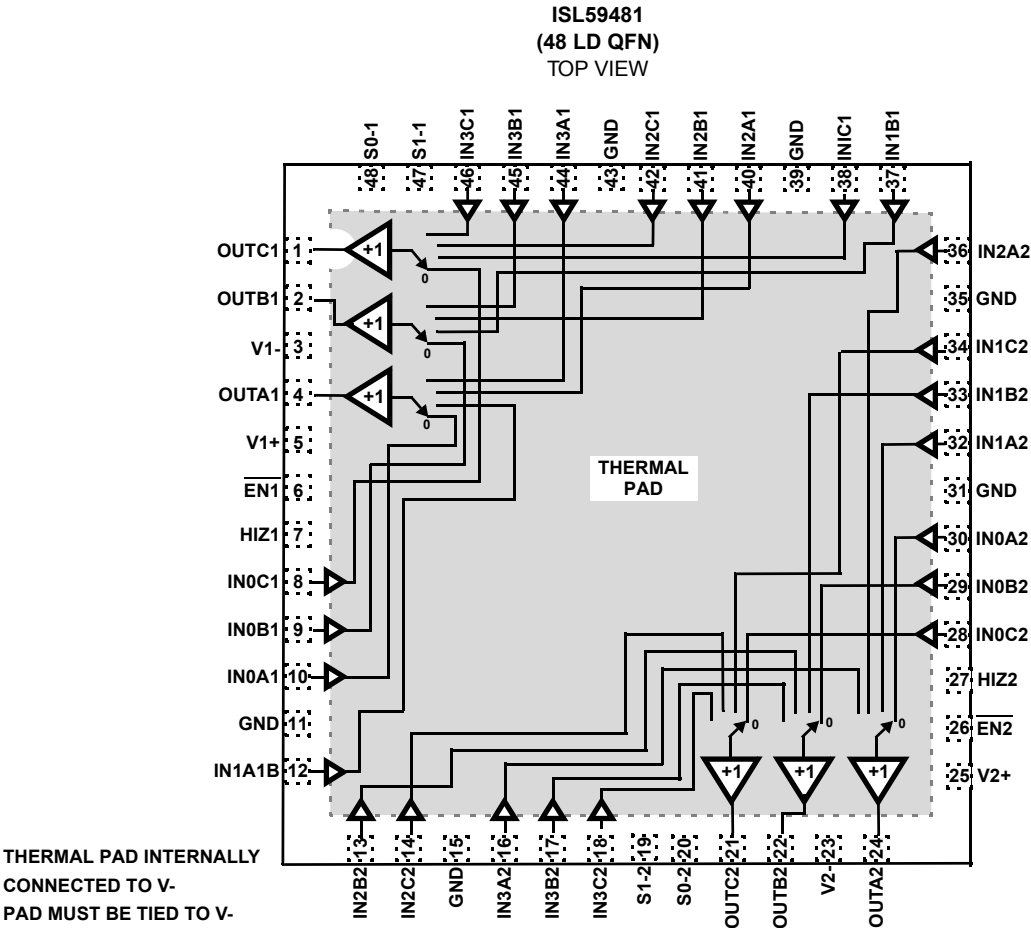 ISL59481
(48 LD QFN)
TOP VIEW
48 S0-1
47 S1-1
46 IN3C1
45 IN3B1
44 IN3A1
43 GND
42 IN2C1
41 IN2B1
40 IN2A1
39 GND
38 INIC1
37 IN1B1
OUTC1 1
OUTB1 2
V1- 3
OUTA1 4
V1+ 5
EN1 6
HIZ1 7
IN0C1 8
IN0B1 9
IN0A1 10
GND 11
IN1A1B 12
+1
0
+1
0
+1
0
THERMAL
PAD
36 IN2A2
35 GND
34 IN1C2
33 IN1B2
32 IN1A2
31 GND
30 IN0A2
29 IN0B2
28 IN0C2
27 HIZ2
26 EN2
25 V2+
0
0
0
+1
+1
+1
IN2B2 13
IN2C2 14
GND 15
IN3A2 16
IN3B2 17
IN3C2 18
S1-2 19
S0-2 20
OUTC2 21
OUTB2 22
V2- 23
OUTA2 24
THERMAL PAD INTERNALLY
CONNECTED TO V-
PAD MUST BE TIED TO V-